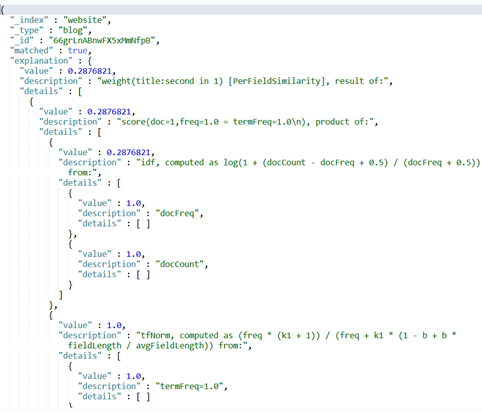 {
"_index" : "website",
"_type" : "blog",
"_id" : "66grLnABnwFX5xMmNfpB",
"matched" : true,
"explanation" : {
"value" : 0.2876821,
"description" : "weight(title:second in 1) [PerFieldSimilarity], result of:",
"details" : [
{
"value" : 0.2876821,
"description" : "score(doc=1,freq=1.0 = termFreq=1.0\n), product of:",
"details" : [
{
"value" : 0.2876821,
"description" : "idf, computed as log(1 + (docCount - docFreq + 0.5) / (docFreq + 0.5))
from:",
"details" : [
{
"value" : 1.0,
"description" : "docFreq",
"details" : [ ]
},
{
"value" : 1.0,
"description" : "docCount",
"details" : [ ]
}
]
},
{
"value" : 1.0,
"description" : "tfNorm, computed as (freq * (k1 + 1)) / (freq + k1 * (1 - b + b *
fieldLength / avgFieldLength)) from:",
"details" : [
{
"value" : 1.0,
"description" : "termFreq=1.0",
"details" : [ ]
}